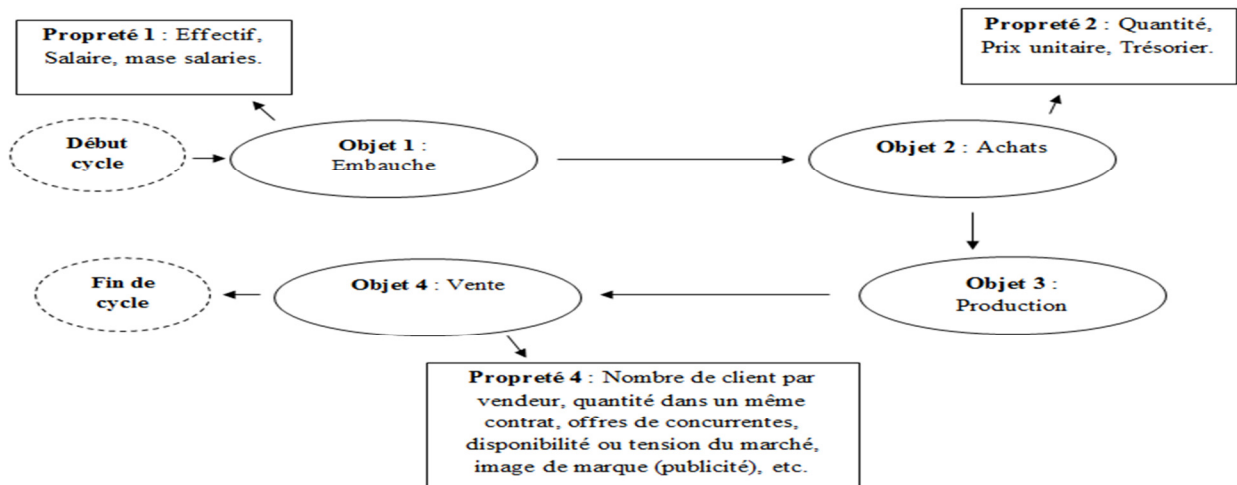 Propreté 1 : Effectif,
Salaire, mase salaries.
Propreté 2 : Quantité,
Prix unitaire, Trésorier.
Début
cycle
Objet 1 :
Embauche
Objet 2 : Achats
Fin de
cycle
Objet 4 : Vente
Objet 3 :
Production
Propreté 4 : Nombre de client par
vendeur, quantité dans un même
contrat, offres de concurrentes,
disponibilité ou tension du marché,
image de marque (publicité), etc.